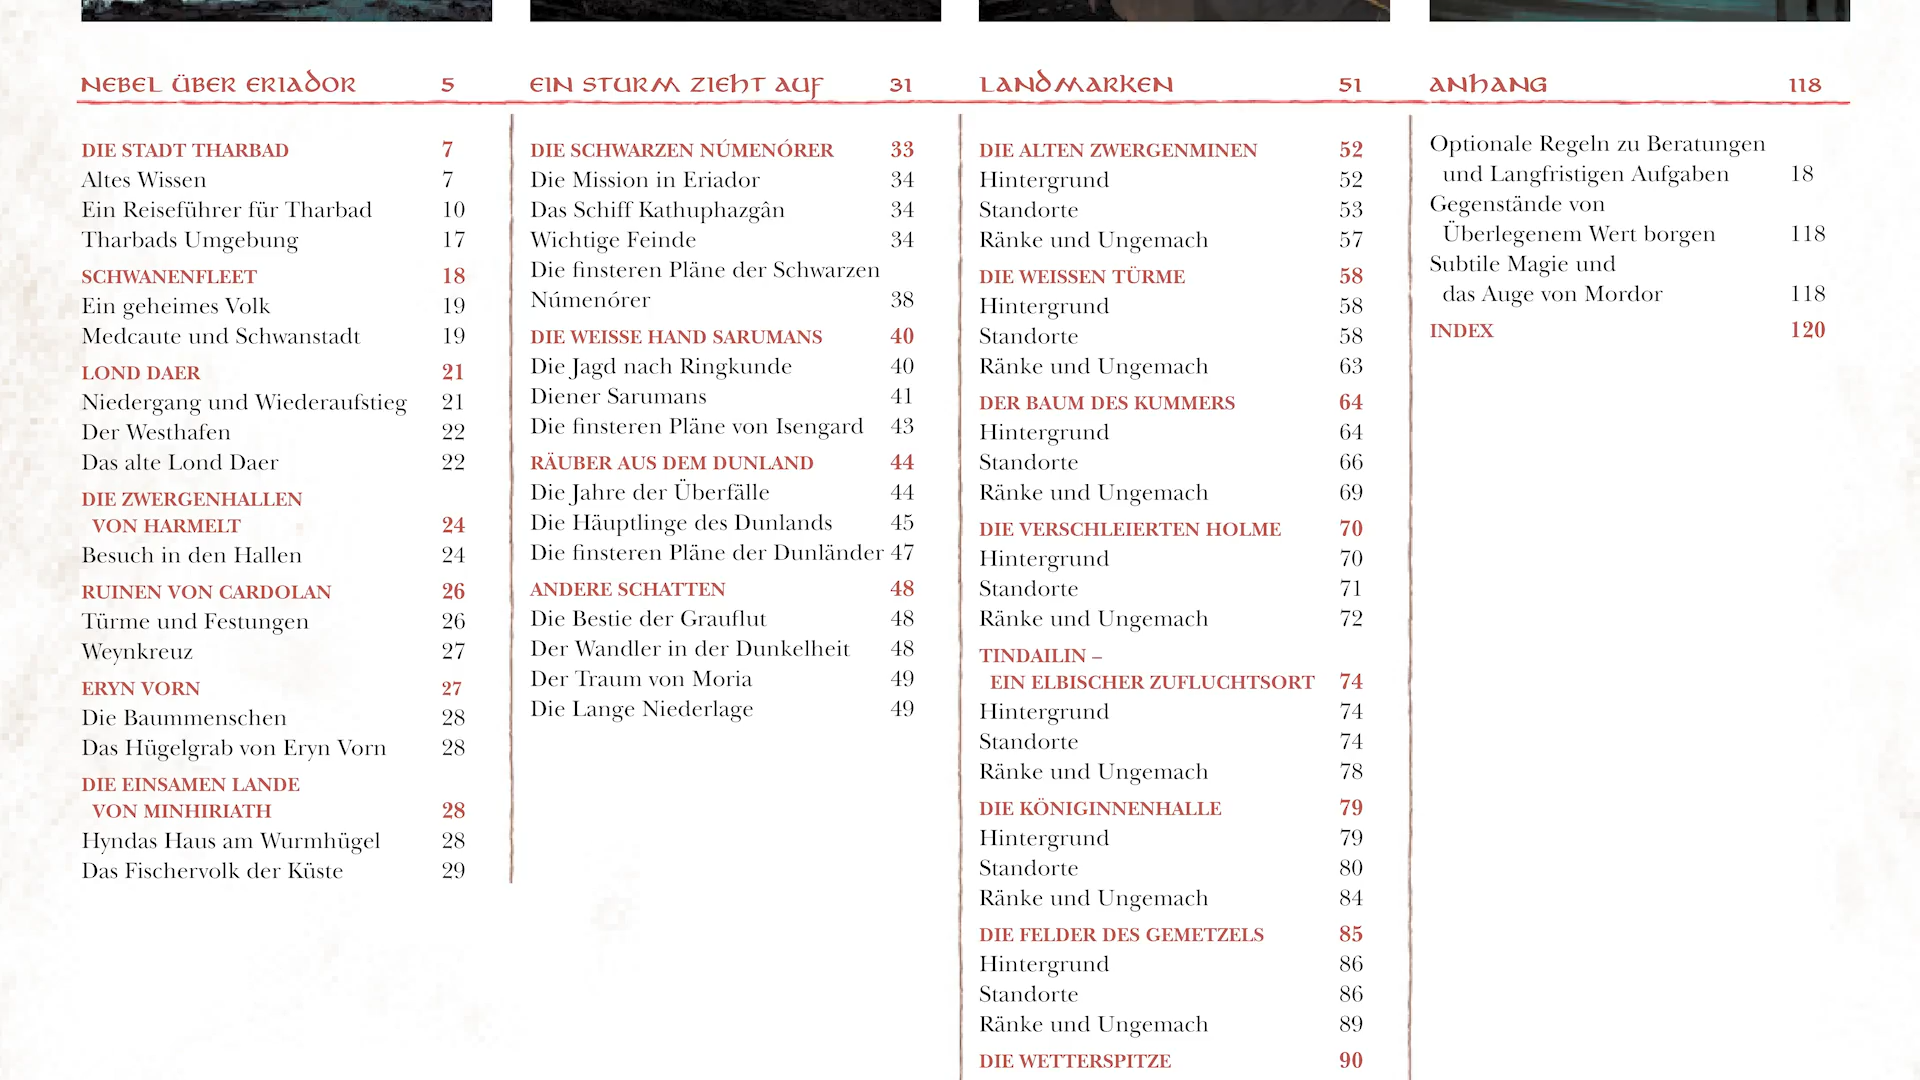 NEBEL ÜBER ERIADOR 5
DIE STADT THARBAD 7
Altes Wissen 7
Ein Reiseführer für Tharbad 10
Tharbads Umgebung 17
SCHWANENFLEET 18
Ein geheimes Volk 19
Medcaute und Schwanstadt 19
LOND DAER 21
Niedergang und Wiederaufstieg 21
Der Westhafen 22
Das alte Lond Daer 22
DIE ZWERGENHALLEN
VON HARMELT 24
Besuch in den Hallen 24
RUINEN VON CARDOLAN 26
Türme und Festungen 26
Weynkreuz 27
ERYN VORN 27
Die Baummenschen 28
Das Hügelgrab von Eryn Vorn 28
DIE EINSAMEN LANDE
VON MINHIRIATH 28
Hyndas Haus am Wurmhügel 28
Das Fischervolk der Küste 29
EIN STURM ZIEHT AUF 31
DIE SCHWARZEN NÚMENÓRER 33
Die Mission in Eriador 34
Das Schiff Kathuphazgân 34
Wichtige Feinde 34
Die finsteren Pläne der Schwarzen
Númenórer 38
DIE WEISSE HAND SARUMANS 40
Die Jagd nach Ringkunde 40
Diener Sarumans 41
Die finsteren Pläne von Isengard 43
RÄUBER AUS DEM DUNLAND 44
Die Jahre der Überfälle 44
Die Häuptlinge des Dunlands 45
Die finsteren Pläne der Dunländer 47
ANDERE SCHATTEN 48
Die Bestie der Grauflut 48
Der Wandler in der Dunkelheit 48
Der Traum von Moria 49
Die Lange Niederlage 49
LANDMARKEN 51
DIE ALTEN ZWERGENMINEN 52
Hintergrund 52
Standorte 53
Ränke und Ungemach 57
DIE WEISSEN TÜRME 58
Hintergrund 58
Standorte 58
Ränke und Ungemach 63
DER BAUM DES KUMMERS 64
Hintergrund 64
Standorte 66
Ränke und Ungemach 69
DIE VERSCHLEIERTEN HOLME 70
Hintergrund 70
Standorte 71
Ränke und Ungemach 72
TINDAILIN –
EIN ELBISCHER ZUFLUCHTSORT 74
Hintergrund 74
Standorte 74
Ränke und Ungemach 78
DIE KÖNIGINNENHALLE 79
Hintergrund 79
Standorte 80
Ränke und Ungemach 84
DIE FELDER DES GEMETZELS 85
Hintergrund 86
Standorte 86
Ränke und Ungemach 89
DIE WETTERSPITZE 90
ANHANG 118
Optionale Regeln zu Beratungen
und Langfristigen Aufgaben 18
Gegenstände von
Überlegenem Wert borgen 118
Subtile Magie und
das Auge von Mordor 118
INDEX 120